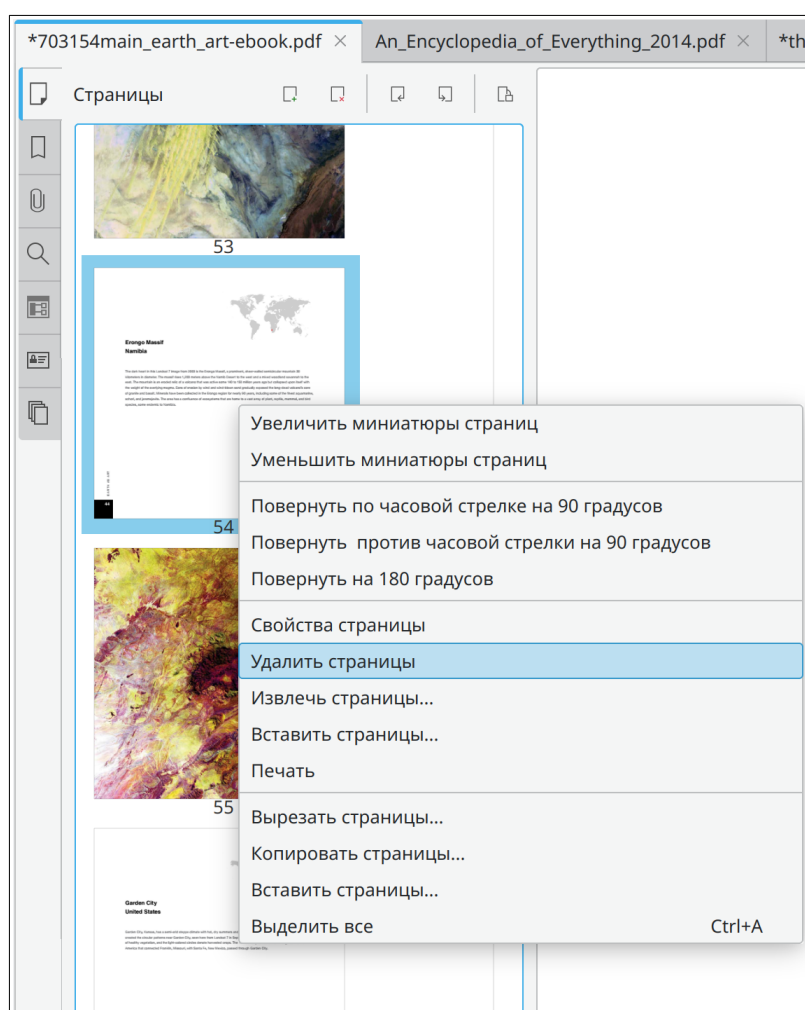 *703154main_earth_art-ebook.pdf × An_Encyclopedia_of_Everything_2014.pdf × *th
Страницы
53
Erongo Massif
Namibia
54
Увеличить миниатюры страниц
Уменьшить миниатюры страниц
Повернуть по часовой стрелке на 90 градусов
Повернуть  против часовой стрелки на 90 градусов
Повернуть на 180 градусов
Свойства страницы
Удалить страницы
Извлечь страницы...
Вставить страницы...
Печать
55
Вырезать страницы...
Копировать страницы...
Вставить страницы...
Выделить все Ctrl+A
Garden City
United States